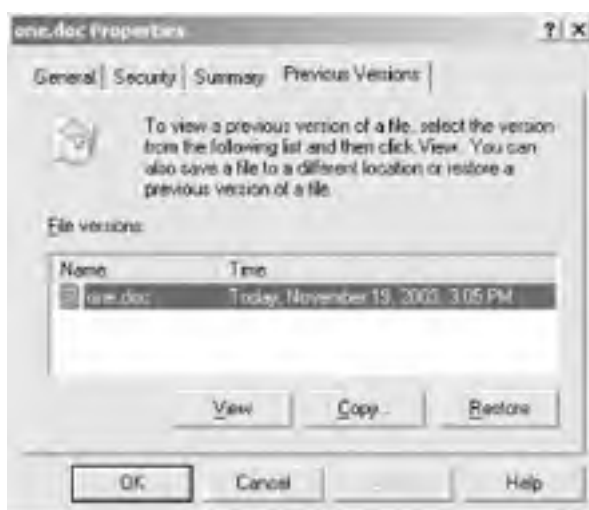 one.doc Properties ? X
General Security Summary Previous Versions
To view a previous version of a file, select the version
from the following list and then click View. You can
also save a file to a different location or restore a
previous version of a file.
File versions:
Name Time
one.doc Today, November 19, 2003, 3:05 PM
View Copy... Restore
OK Cancel Help